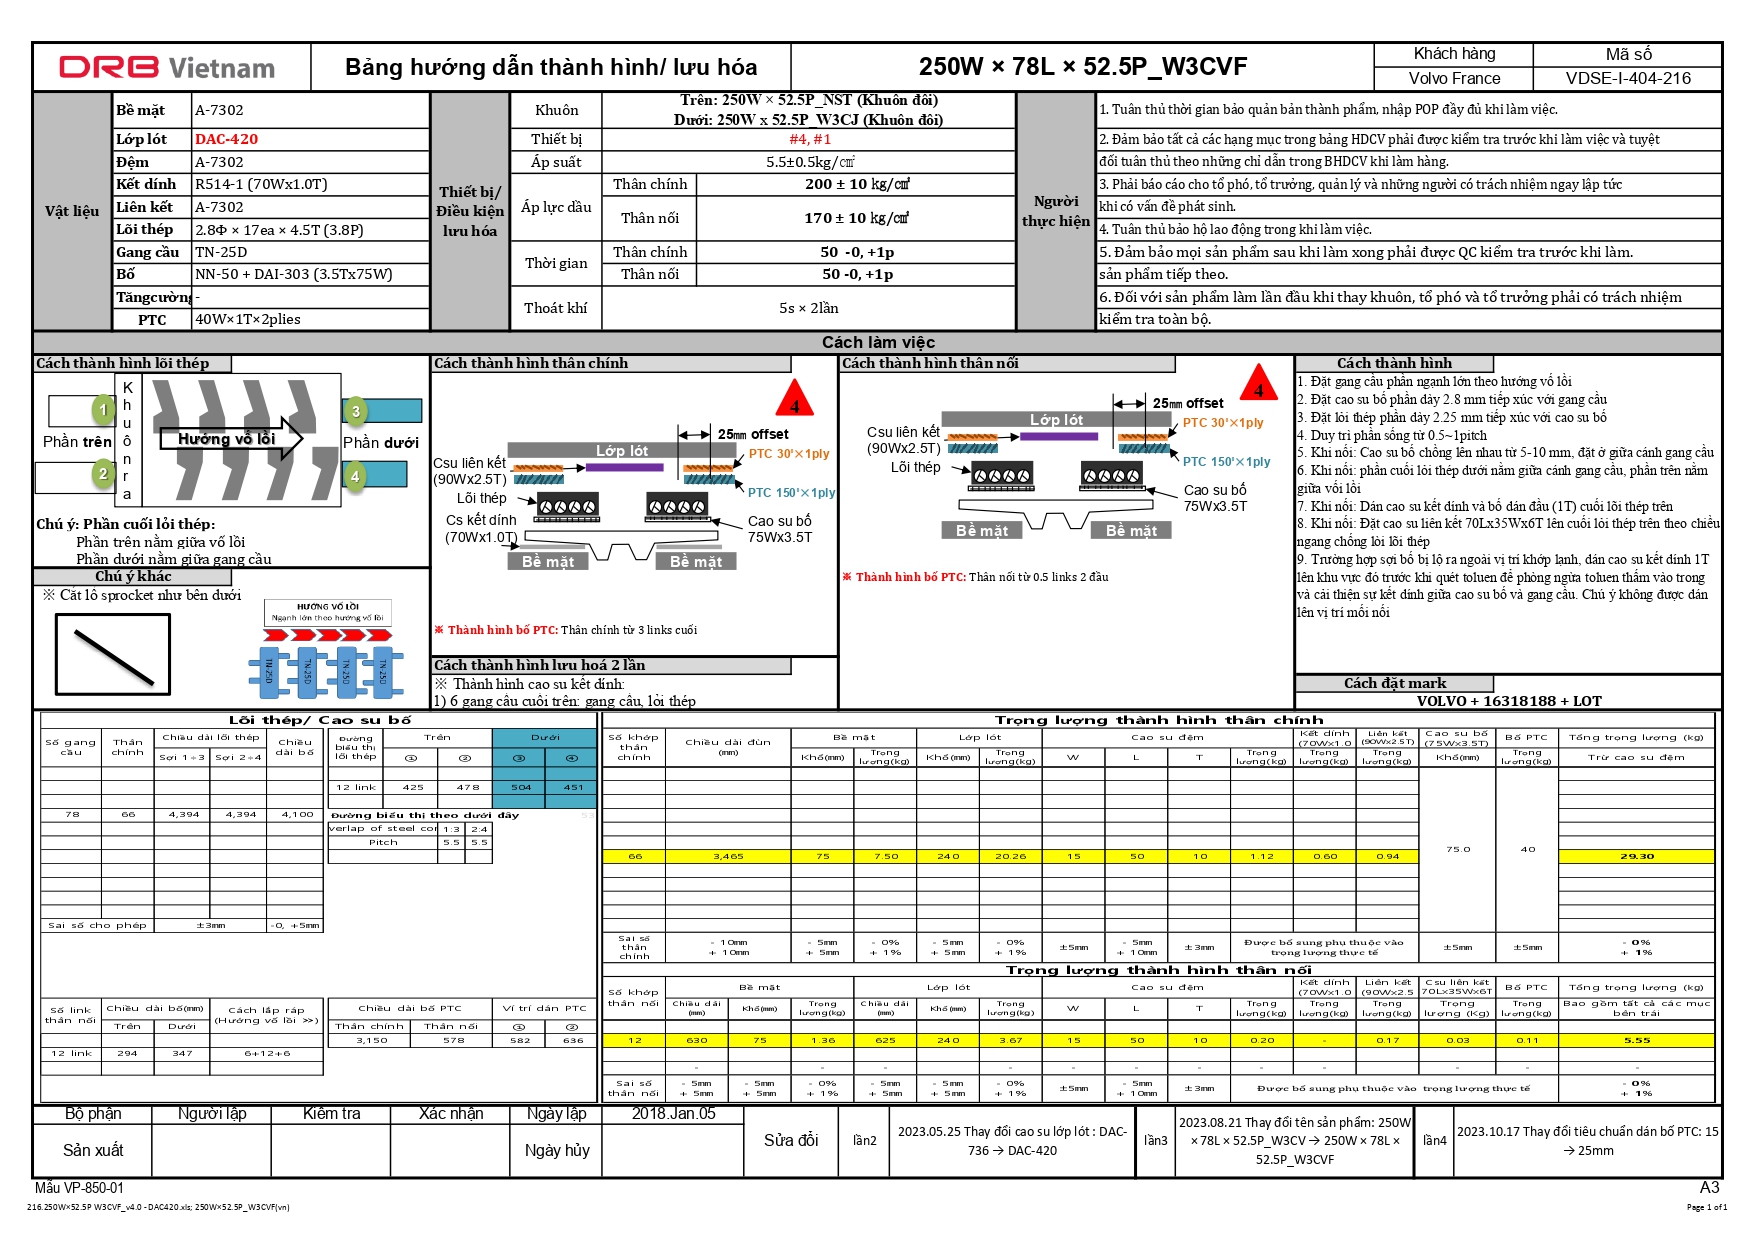 DRB Vietnam
Bảng hướng dẫn thành hình/ lưu hóa
250W × 78L × 52.5P_W3CVF
Khách hàng
Mã số
Volvo France
VDSE-I-404-216
Vật liệu
Bề mặt A-7302
Lớp lót DAC-420
Đệm A-7302
Kết dính R514-1 (70Wx1.0T)
Liên kết A-7302
Lõi thép 2.8Φ × 17ea × 4.5T (3.8P)
Gang cầu TN-25D
Bố NN-50 + DAI-303 (3.5Tx75W)
Tăngcường -
PTC 40W×1T×2plies
Thiết bị/
Điều kiện
lưu hóa
Khuôn
Trên: 250W × 52.5P_NST (Khuôn đôi)
Dưới: 250W x 52.5P_W3CJ (Khuôn đôi)
Thiết bị #4, #1
Áp suất 5.5±0.5kg/㎠
Áp lực dầu
Thân chính 200 ± 10 kg/㎠
Thân nối 170 ± 10 kg/㎠
Thời gian
Thân chính 50 -0, +1p
Thân nối 50 -0, +1p
Thoát khí 5s × 2lần
Người
thực hiện
1. Tuân thủ thời gian bảo quản bán thành phẩm, nhập POP đầy đủ khi làm việc.
2. Đảm bảo tất cả các hạng mục trong bảng HDCV phải được kiểm tra trước khi làm việc và tuyệt
đối tuân thủ theo những chỉ dẫn trong BHDCV khi làm hàng.
3. Phải báo cáo cho tổ phó, tổ trưởng, quản lý và những người có trách nhiệm ngay lập tức
khi có vấn đề phát sinh.
4. Tuân thủ bảo hộ lao động trong khi làm việc.
5. Đảm bảo mọi sản phẩm sau khi làm xong phải được QC kiểm tra trước khi làm.
sản phẩm tiếp theo.
6. Đối với sản phẩm làm lần đầu khi thay khuôn, tổ phó và tổ trưởng phải có trách nhiệm
kiểm tra toàn bộ.
Cách làm việc
Cách thành hình lõi thép
1
2
3
4
Phần trên
K
h
u
ô
n
r
a
Hướng vố lồi
Phần dưới
Chú ý: Phần cuối lỏi thép:
Phần trên nằm giữa vố lồi
Phần dưới nằm giữa gang cầu
Chú ý khác
※ Cắt lỗ sprocket như bên dưới
HƯỚNG VỐ LỒI
Ngạnh lớn theo hướng vố lồi
TN-25D
TN-25D
TN-25D
TN-25D
Cách thành hình thân chính
4
25㎜ offset
Lớp lót
PTC 30'×1ply
Csu liên kết
(90Wx2.5T)
Lõi thép
PTC 150'×1ply
Cs kết dính
(70Wx1.0T)
Cao su bố
75Wx3.5T
Bề mặt
Bề mặt
※ Thành hình bố PTC: Thân chính từ 3 links cuối
Cách thành hình lưu hoá 2 lần
※ Thành hình cao su kết dính:
1) 6 gang cầu cuối trên: gang cầu, lỏi thép
Cách thành hình thân nối
4
25㎜ offset
Lớp lót
PTC 30'×1ply
Csu liên kết
(90Wx2.5T)
Lõi thép
PTC 150'×1ply
Cao su bố
75Wx3.5T
Bề mặt
Bề mặt
※ Thành hình bố PTC: Thân nối từ 0.5 links 2 đầu
Cách thành hình
1. Đặt gang cầu phần ngạnh lớn theo hướng vố lồi
2. Đặt cao su bố phần dày 2.8 mm tiếp xúc với gang cầu
3. Đặt lỏi thép phần dày 2.25 mm tiếp xúc với cao su bố
4. Duy trì phần sống từ 0.5~1pitch
5. Khi nối: Cao su bố chồng lên nhau từ 5-10 mm, đặt ở giữa cánh gang cầu
6. Khi nối: phần cuối lõi thép dưới nằm giữa cánh gang cầu, phần trên nằm
giữa vối lồi
7. Khi nối: Dán cao su kết dính và bố dán đầu (1T) cuối lõi thép trên
8. Khi nối: Đặt cao su liên kết 70Lx35Wx6T lên cuối lỏi thép trên theo chiều
ngang chồng lỏi lõi thép
9. Trường hợp sợi bố bị lộ ra ngoài vị trí khớp lạnh, dán cao su kết dính 1T
lên khu vực đó trước khi quét toluen để phòng ngừa toluen thấm vào trong
và cải thiện sự kết dính giữa cao su bố và gang cầu. Chú ý không được dán
lên vị trí mối nối
Cách đặt mark
VOLVO + 16318188 + LOT
Lõi thép/ Cao su bố
Số gang cầu
Thân chính
Chiều dài lõi thép
Sợi 1÷3
Sợi 2÷4
Chiều dài bố
78 66 4,394 4,394 4,100
Sai số cho phép ±3mm -0, +5mm
Đường biểu thị lõi thép
Trên
Dưới
① ② ③ ④
12 link 425 478 504 451
Đường biểu thị theo dưới đây 53
verlap of steel cor 1:3 2:4
Pitch 5.5 5.5
Số link thân nối
Chiều dài bố(mm)
Trên
Dưới
Cách lắp ráp
(Hướng vố lồi >>)
12 link 294 347 6+12+6
Chiều dài bố PTC
Vị trí dán PTC
Thân chính Thân nối ① ②
3,150 578 582 636
Trọng lượng thành hình thân chính
Số khớp thân chính
Chiều dài đùn (mm)
Bề mặt
Lớp lót
Cao su đệm
Kết dính (70Wx1.0
Liên kết (90Wx2.5T)
Cao su bố (75Wx3.5T)
Bố PTC
Tổng trọng lượng (kg)
Khổ(mm) Trọng lượng(kg) Khổ(mm) Trọng lượng(kg) W L T Trọng lượng(kg) Trọng lượng(kg) Trọng lượng(kg) Khổ(mm) Trọng lượng(kg) Trừ cao su đệm
75.0 40
66 3,465 75 7.50 240 20.26 15 50 10 1.12 0.60 0.94 29.30
Sai số thân chính - 10mm + 10mm - 5mm + 5mm - 0% + 1% - 5mm + 5mm - 0% + 1% ±5mm - 5mm + 10mm ±3mm Được bổ sung phụ thuộc vào trọng lượng thực tế ±5mm ±5mm - 0% + 1%
Trọng lượng thành hình thân nối
Số khớp thân nối
Bề mặt
Lớp lót
Cao su đệm
Kết dính (70Wx1.0
Liên kết (90Wx2.5
Csu liên kết 70Lx35Wx6T
Bố PTC
Tổng trọng lượng (kg)
Chiều dài (mm) Khổ(mm) Trọng lượng(kg) Chiều dài (mm) Khổ(mm) Trọng lượng(kg) W L T Trọng lượng(kg) Trọng lượng(kg) Trọng lượng(kg) Trọng lượng (Kg) Trọng lượng(kg) Bao gồm tất cả các mục bên trái
12 630 75 1.36 625 240 3.67 15 50 10 0.20 - 0.17 0.03 0.11 5.55
- - - - - - - - - - - - -
Sai số thân nối - 5mm + 5mm - 5mm + 5mm - 0% + 1% - 5mm + 5mm - 5mm + 5mm - 0% + 1% ±5mm - 5mm + 10mm ±3mm Được bổ sung phụ thuộc vào trọng lượng thực tế - 0% + 1%
Bộ phận Người lập Kiểm tra Xác nhận Ngày lập 2018.Jan.05
Sản xuất
Ngày hủy
Sửa đổi
lần2
2023.05.25 Thay đổi cao su lớp lót : DAC-
736 → DAC-420
lần3
2023.08.21 Thay đổi tên sản phẩm: 250W
× 78L × 52.5P_W3CV → 250W × 78L ×
52.5P_W3CVF
lần4
2023.10.17 Thay đổi tiêu chuẩn dán bố PTC: 15
→ 25mm
Mẫu VP-850-01
A3
216.250W×52.5P W3CVF_v4.0 - DAC420.xls; 250W×52.5P_W3CVF(vn)
Page 1 of 1